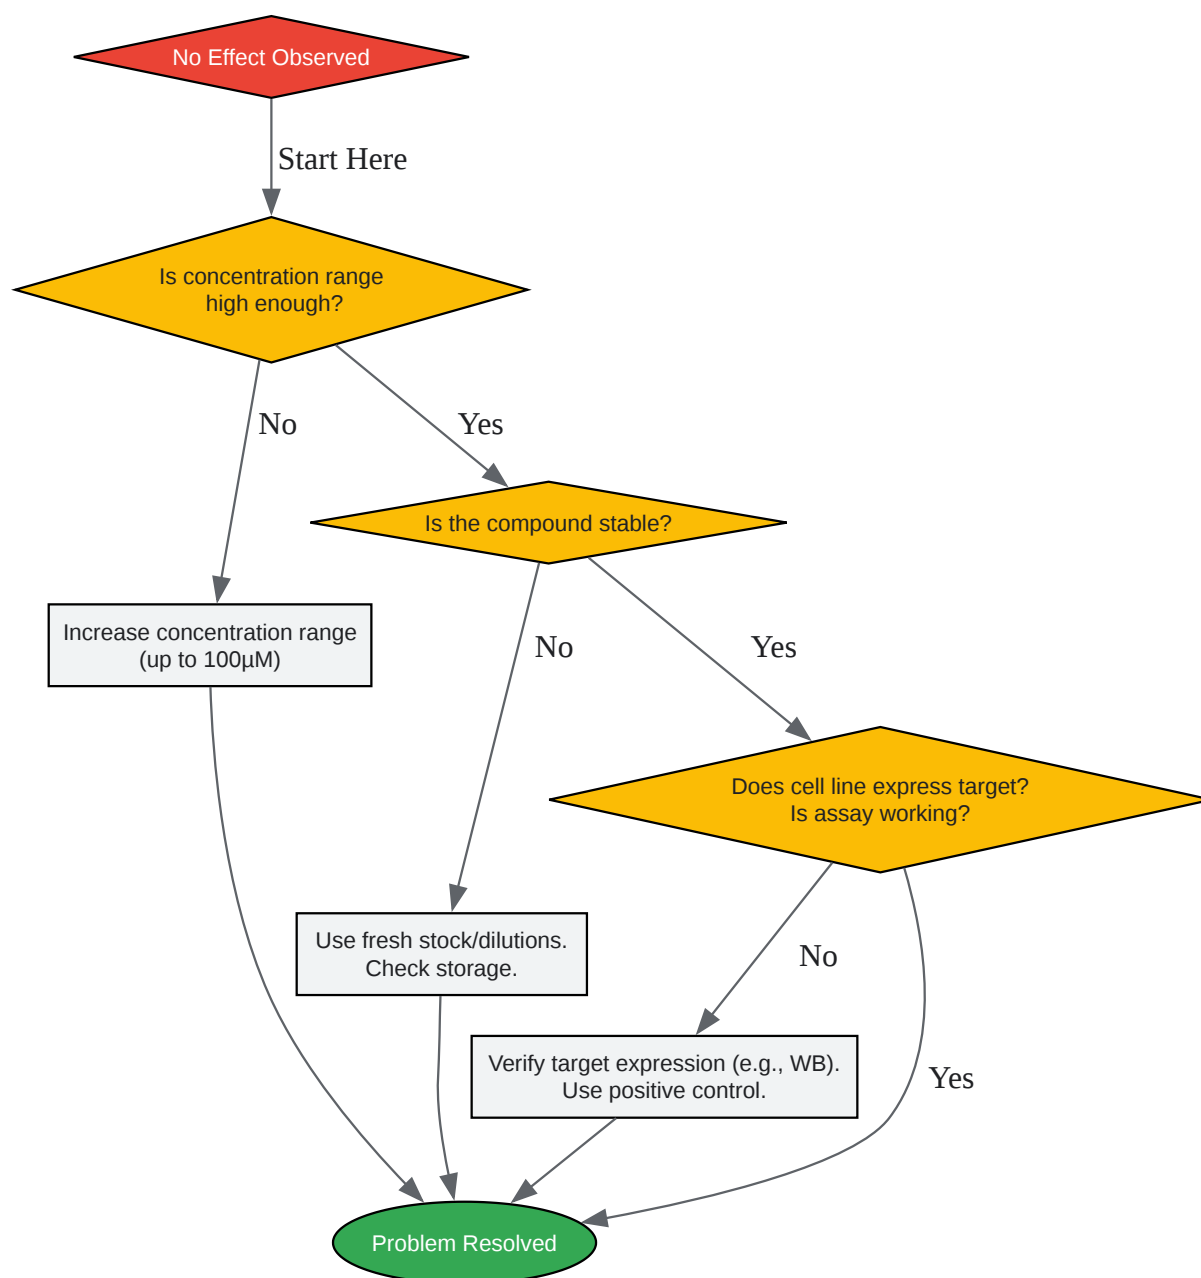 No Effect Observed
Start Here
Is concentration range
high enough?
No
Yes
Is the compound stable?
Increase concentration range
(up to 100µM)
No
Yes
Does cell line express target?
Is assay working?
Use fresh stock/dilutions.
Check storage.
No
Verify target expression (e.g., WB).
Use positive control.
Yes
Problem Resolved